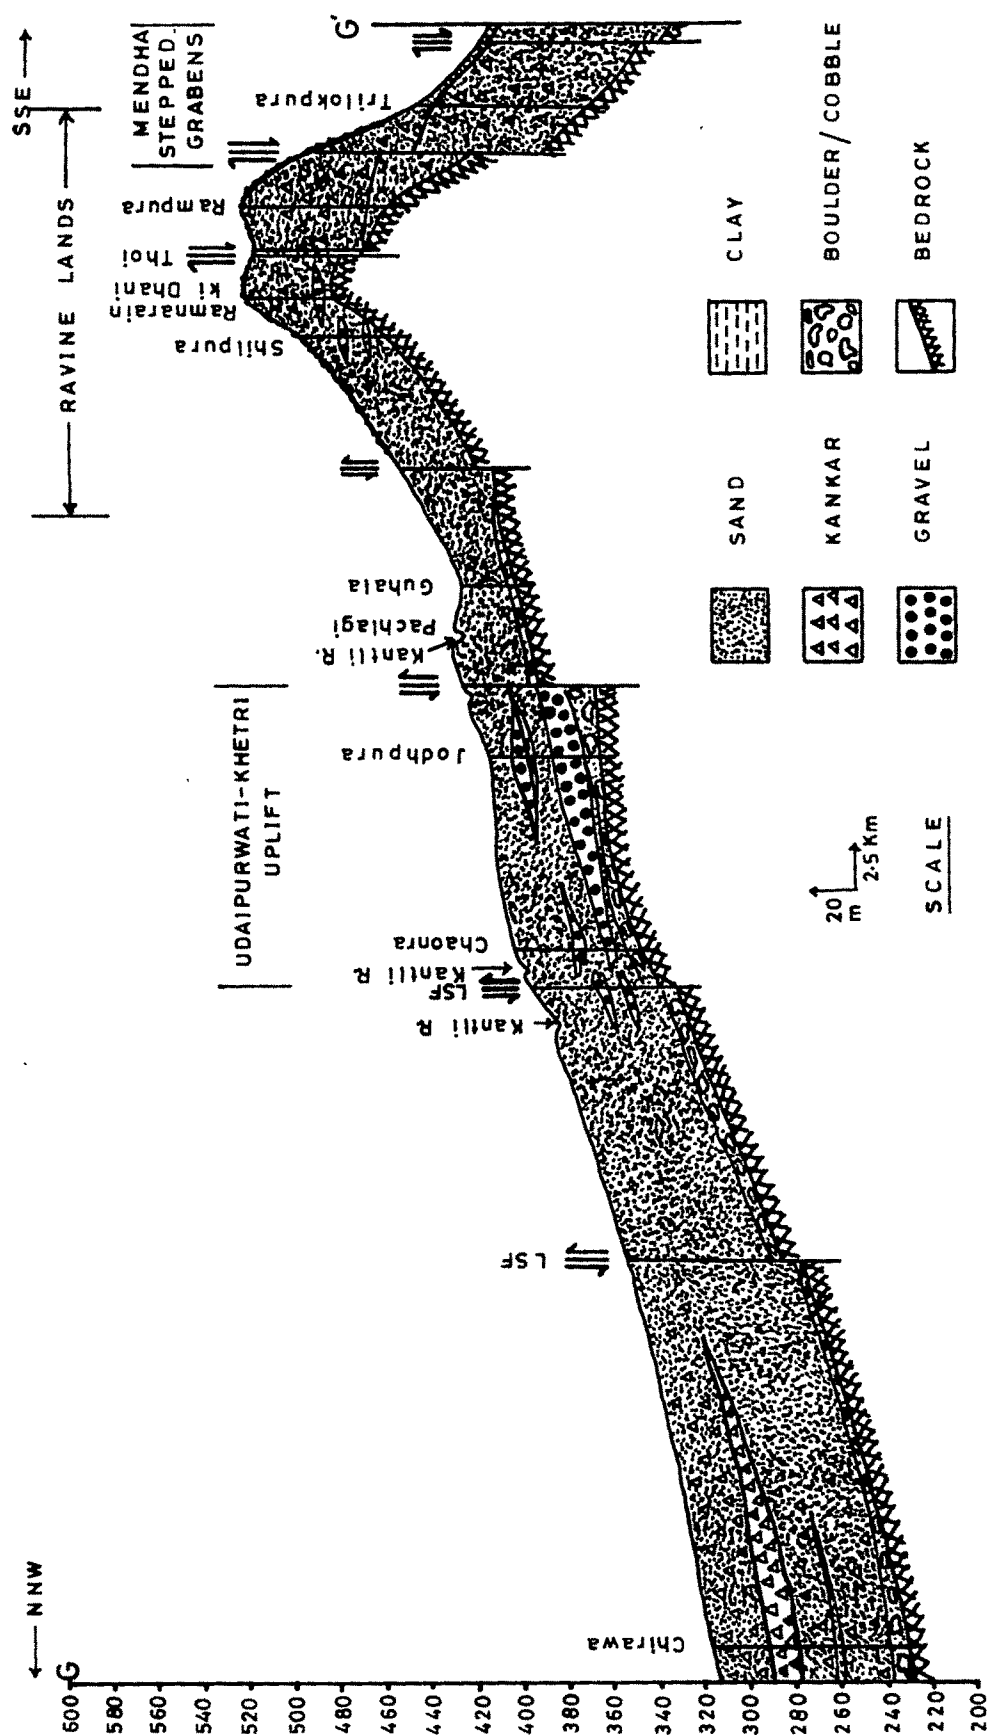 NNW
SSE
G
G'
RAVINE LANDS
MENDHA
STEPPED
GRABENS
UDAIPURWATI-KHETRI
UPLIFT
Chirawa
LSF
Kantli R.
LSF
Kantli R.
Chaonra
Jodhpura
Kantli R.
Pachlagi
Guhala
Shilpura
Ramnarain
ki Dhani
Thoi
Rampura
Trilokpura
600
580
560
540
520
500
480
460
440
420
400
380
360
340
320
300
280
260
240
220
200
20
m
2·5 Km
SCALE
SAND
CLAY
KANKAR
BOULDER/COBBLE
GRAVEL
BEDROCK